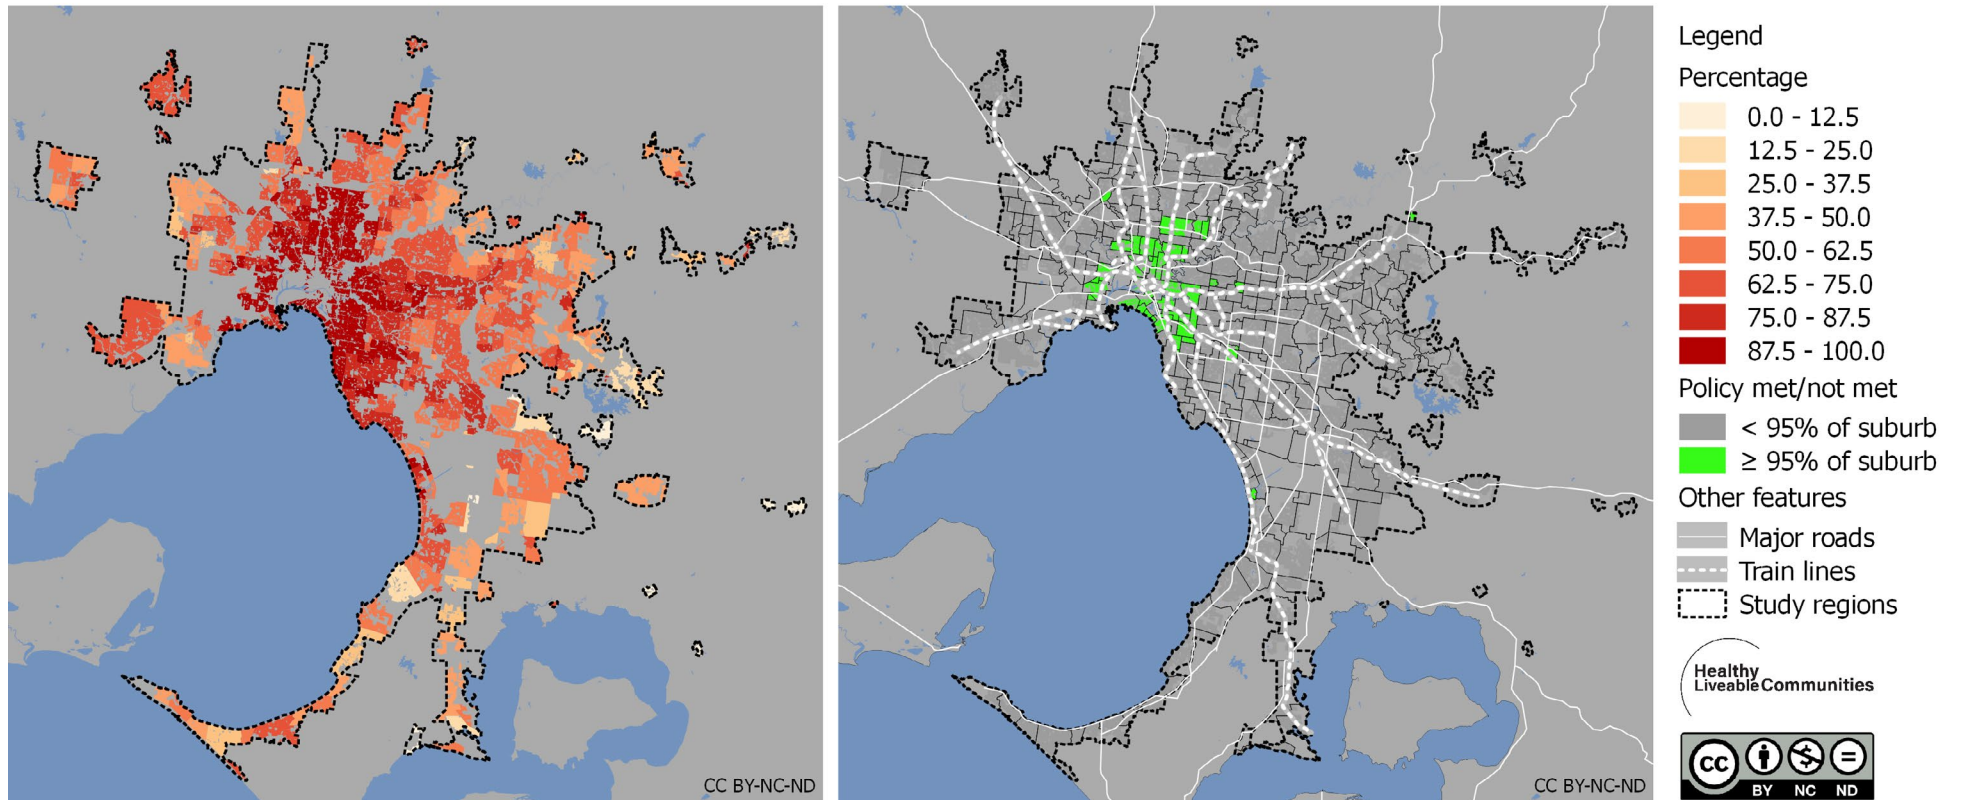 CC BY-NC-ND
CC BY-NC-ND
Legend
Percentage
0.0 - 12.5
12.5 - 25.0
25.0 - 37.5
37.5 - 50.0
50.0 - 62.5
62.5 - 75.0
75.0 - 87.5
87.5 - 100.0
Policy met/not met
< 95% of suburb
≥ 95% of suburb
Other features
Major roads
Train lines
Study regions
Healthy
Liveable Communities
cc
BY NC ND